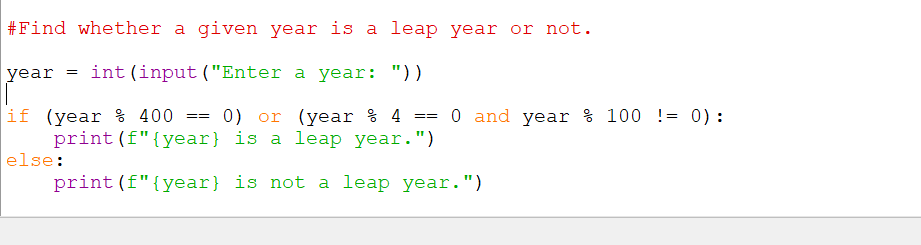 #Find whether a given year is a leap year or not.
year = int(input("Enter a year: "))
if (year % 400 == 0) or (year % 4 == 0 and year % 100 != 0):
    print(f"{year} is a leap year.")
else:
    print(f"{year} is not a leap year.")